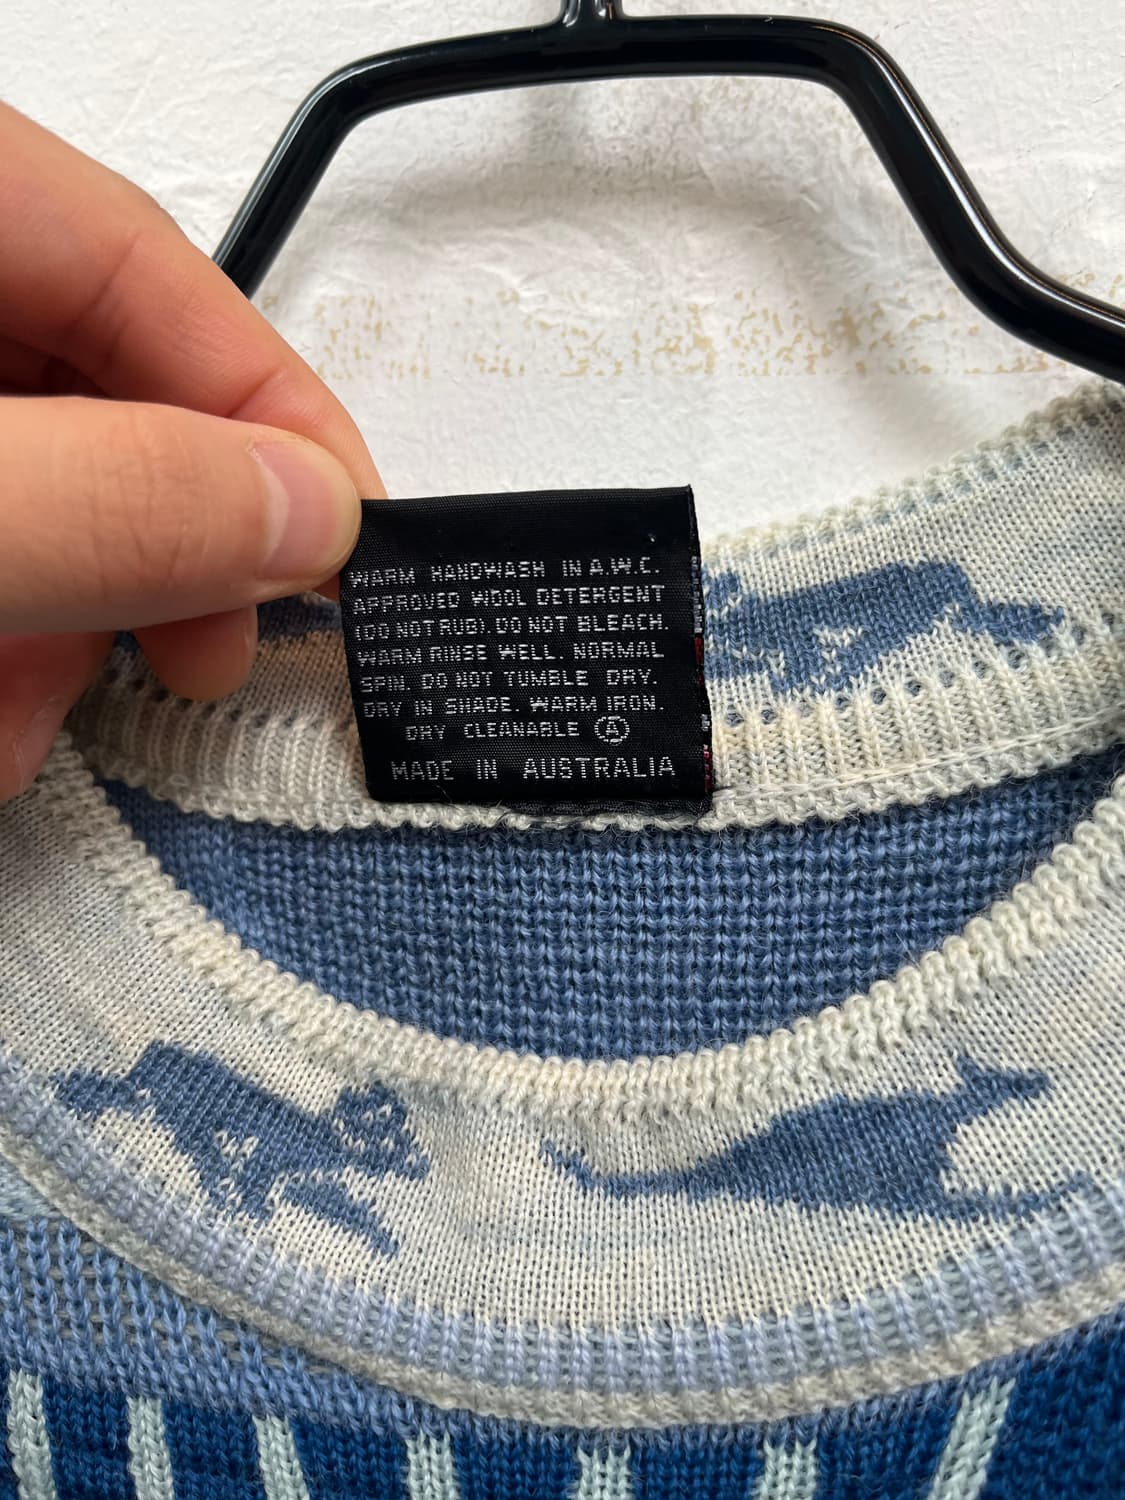 WARM HANDWASH IN A.W.C.
APPROVED WOOL DETERGENT
(DO NOT RUB). DO NOT BLEACH.
WARM RINSE WELL. NORMAL
SPIN. DO NOT TUMBLE DRY.
DRY IN SHADE. WARM IRON.
DRY CLEANABLE Ⓐ
MADE IN AUSTRALIA